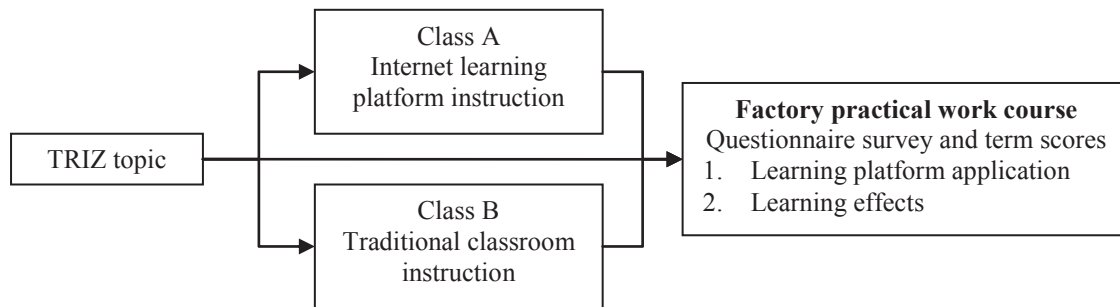 TRIZ topic
Class A
Internet learning
platform instruction
Class B
Traditional classroom
instruction
Factory practical work course
Questionnaire survey and term scores
1. Learning platform application
2. Learning effects